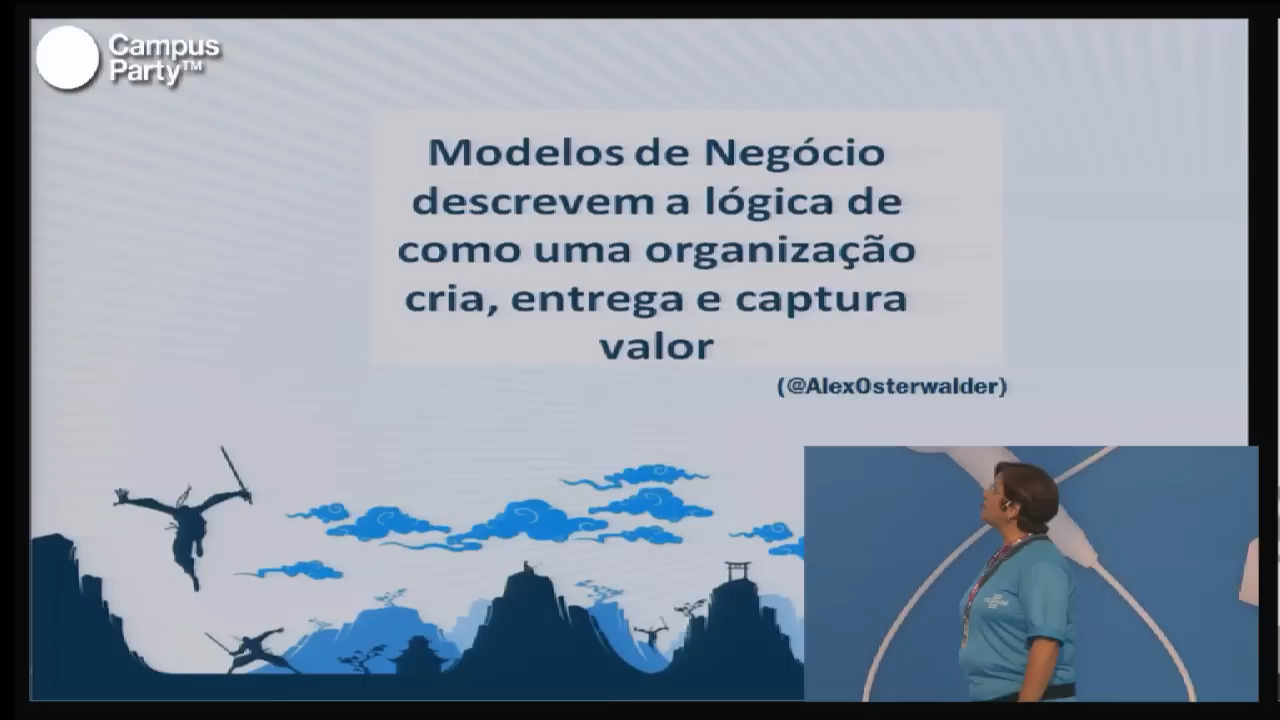 Campus
Party™
Modelos de Negócio
descrevem a lógica de
como uma organização
cria, entrega e captura
valor
(@AlexOsterwalder)